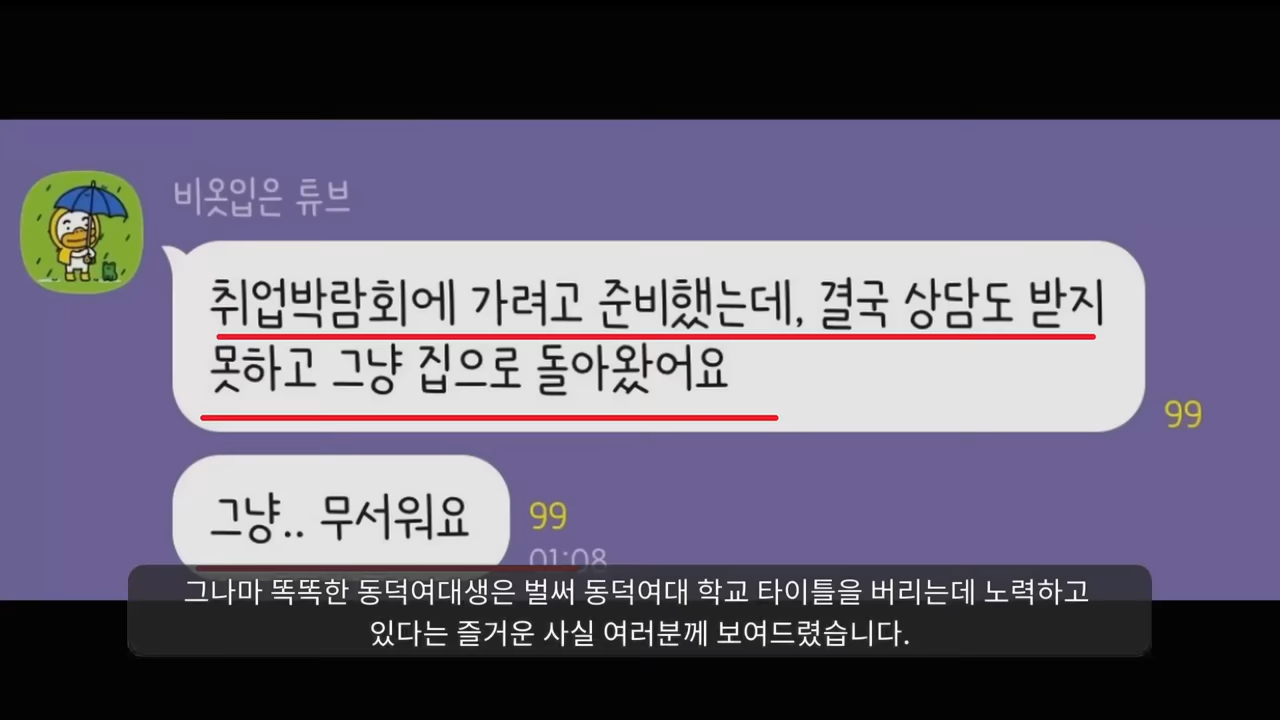 비옷입은 튜브
취업박람회에 가려고 준비했는데, 결국 상담도 받지
못하고 그냥 집으로 돌아왔어요
99
그냥.. 무서워요
99
01:08
그나마 똑똑한 동덕여대생은 벌써 동덕여대 학교 타이틀을 버리는데 노력하고
있다는 즐거운 사실 여러분께 보여드렸습니다.